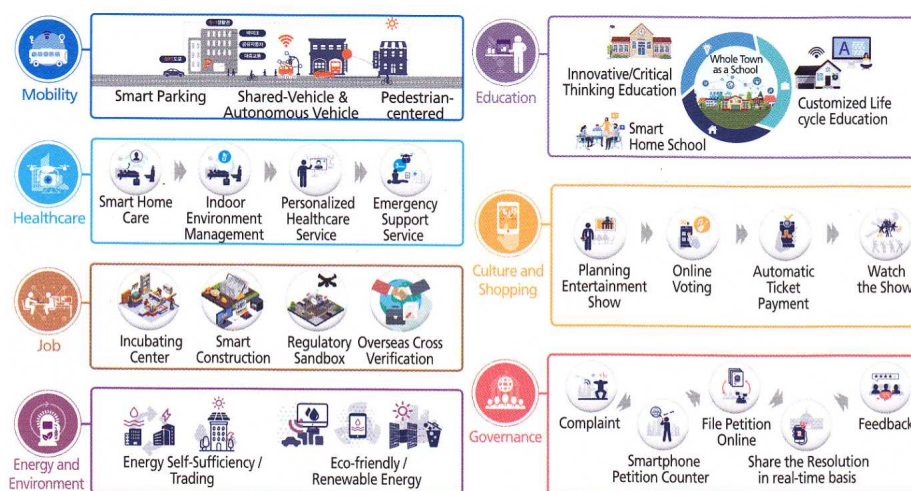 Mobility
Smart Parking
Shared-Vehicle &
Autonomous Vehicle
Pedestrian-
centered
Healthcare
Smart Home
Care
Indoor
Environment
Management
Personalized
Healthcare
Service
Emergency
Support
Service
Job
Incubating
Center
Smart
Construction
Regulatory
Sandbox
Overseas Cross
Verification
Energy and
Environment
Energy Self-Sufficiency /
Trading
Eco-friendly /
Renewable Energy
Education
Innovative/Critical
Thinking Education
Smart
Home School
Whole Town
as a School
A
Customized Life
cycle Education
Culture and
Shopping
Planning
Entertainment
Show
Online
Voting
Automatic
Ticket
Payment
Watch
the Show
Governance
Complaint
Smartphone
Petition Counter
File Petition
Online
Share the Resolution
in real-time basis
Feedback